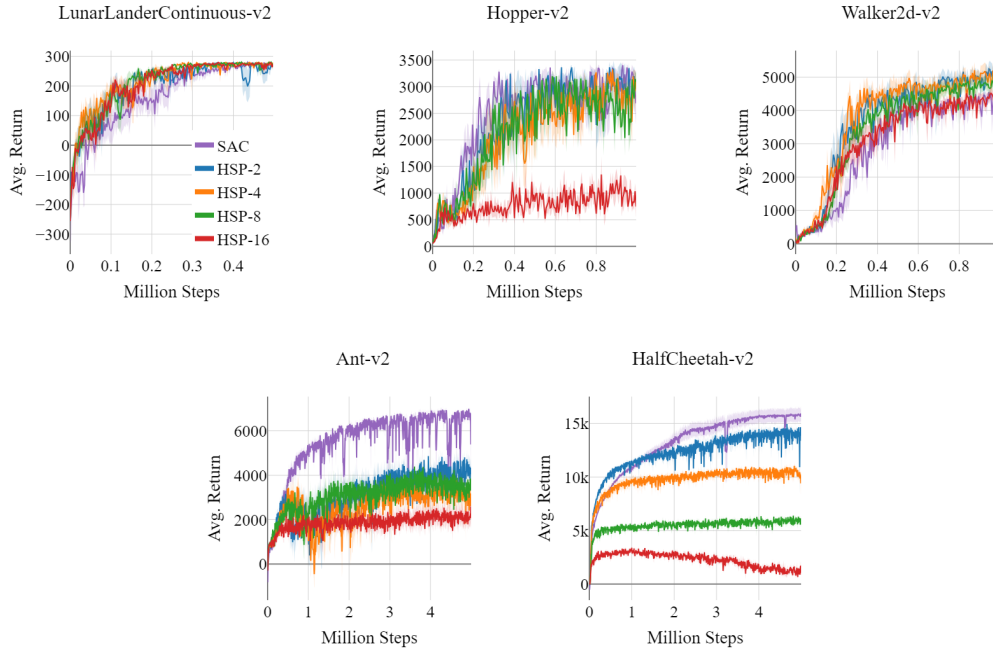 LunarLanderContinuous-v2
Hopper-v2
Walker2d-v2
300
200
100
0
−100
−200
−300
Avg. Return
0
0.1
0.2
0.3
0.4
Million Steps
SAC
HSP-2
HSP-4
HSP-8
HSP-16
3500
3000
2500
2000
1500
1000
500
0
Avg. Return
0
0.2
0.4
0.6
0.8
Million Steps
5000
4000
3000
2000
1000
0
Avg. Return
0
0.2
0.4
0.6
0.8
Million Steps
Ant-v2
HalfCheetah-v2
6000
4000
2000
0
Avg. Return
0
1
2
3
4
Million Steps
15k
10k
5k
0
Avg. Return
0
1
2
3
4
Million Steps